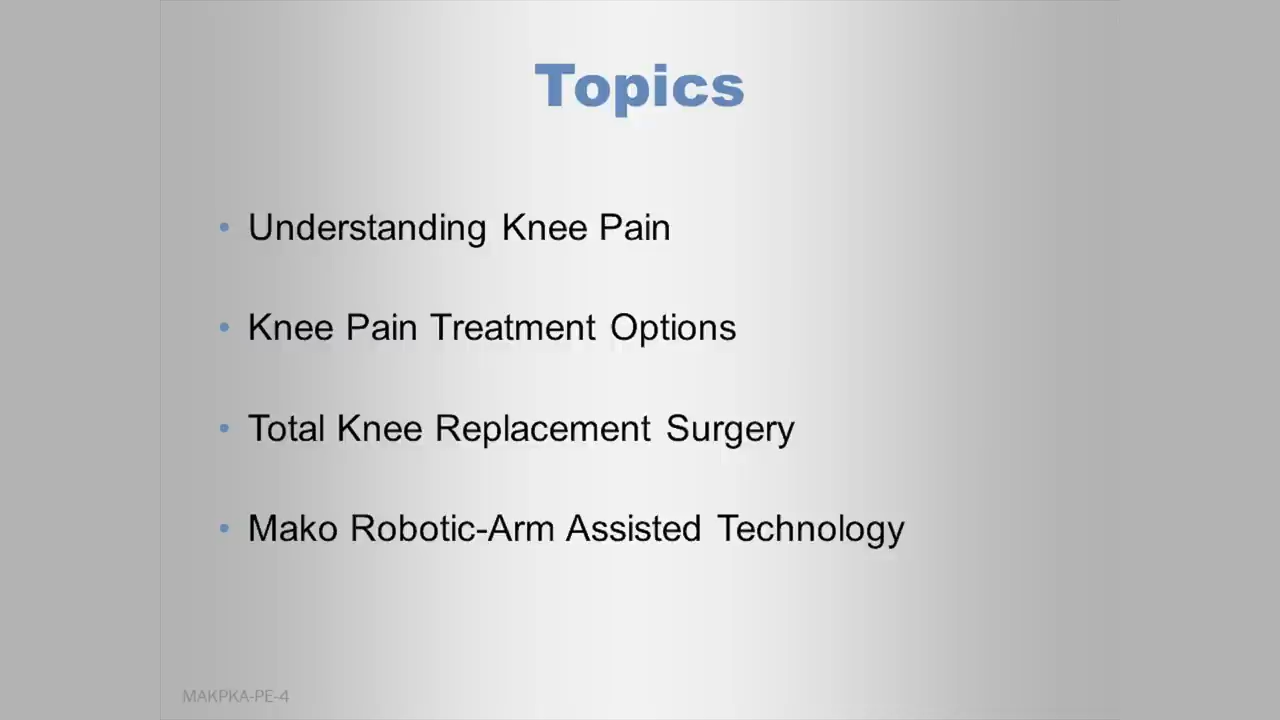 Topics
• Understanding Knee Pain
• Knee Pain Treatment Options
• Total Knee Replacement Surgery
• Mako Robotic-Arm Assisted Technology
MAKPKA-PE-4